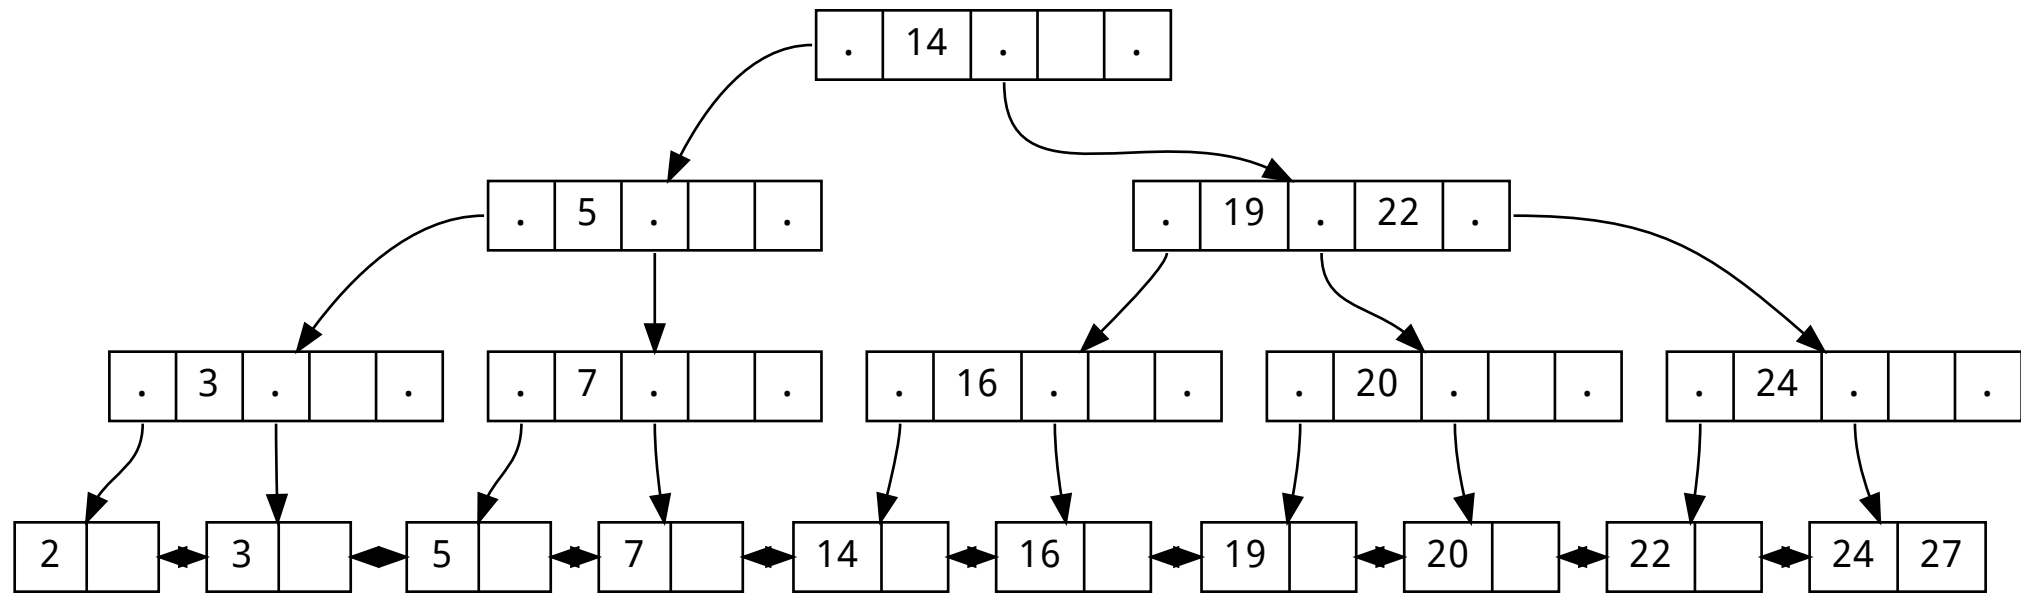 . 14 . .
. 5 . . . 19 . 22 .
. 3 . . . 7 . . . 16 . . . 20 . . . 24 . .
2 3 5 7 14 16 19 20 22 24 27